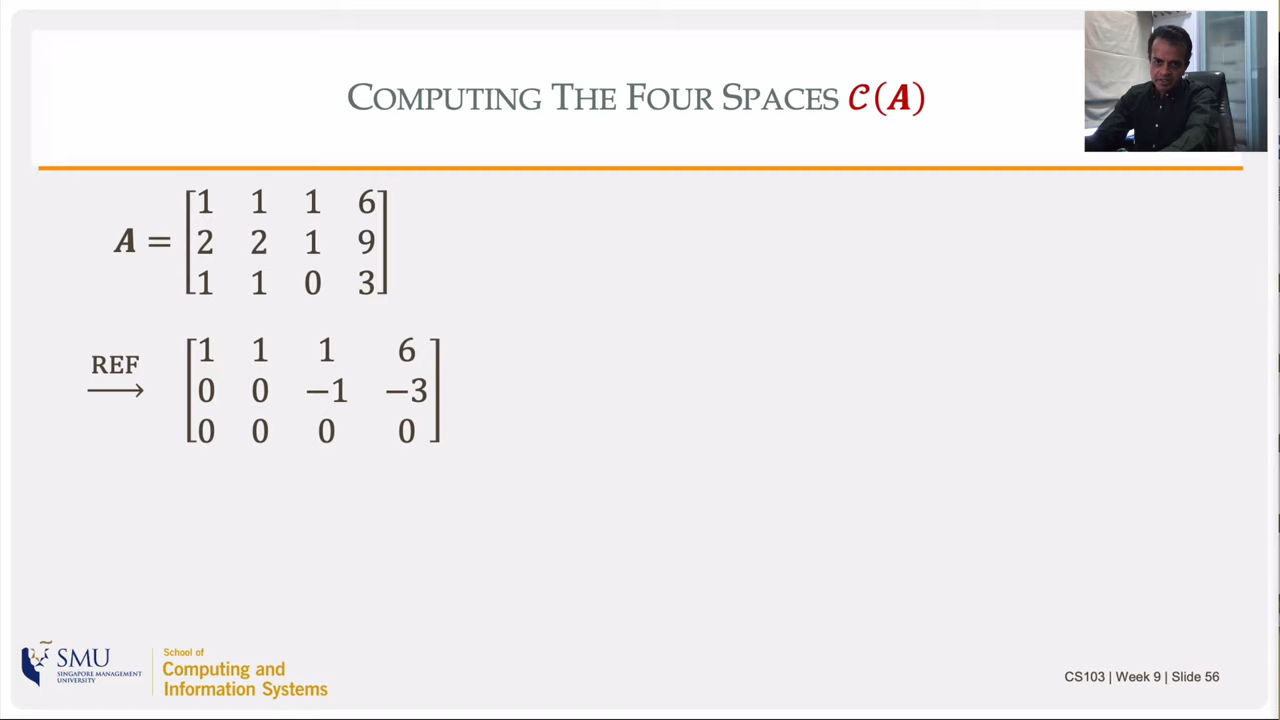 COMPUTING THE FOUR SPACES 𝒞(𝑨)
𝑨 = [1 1 1 6
2 2 1 9
1 1 0 3]
REF
⟶
[1 1 1 6
0 0 −1 −3
0 0 0 0]
SMU
SINGAPORE MANAGEMENT
UNIVERSITY
School of
Computing and
Information Systems
CS103 | Week 9 | Slide 56